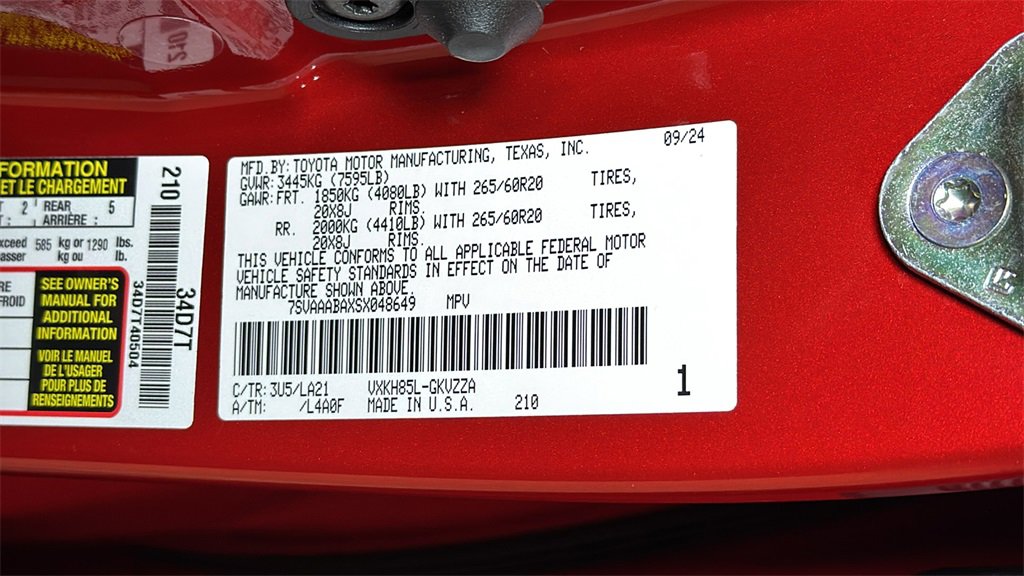 210
FORMATION
ET LE CHARGEMENT
2 REAR 5
ARRIÈRE :
585 kg or 1290 lbs.
kg ou lb.
SEE OWNER'S
MANUAL FOR
ADDITIONAL
INFORMATION
VOIR LE MANUEL
DE L'USAGER
POUR PLUS DE
RENSEIGNEMENTS
FROID
210
34D7T40504
34D7T
MFD.BY:TOYOTA MOTOR MANUFACTURING, TEXAS, INC. 09/24
GVWR:3445KG (7595LB)
GAWR:FRT. 1850KG (4080LB) WITH 265/60R20 TIRES,
20x8J RIMS.
RR. 2000KG (4410LB) WITH 265/60R20 TIRES,
20x8J RIMS.
THIS VEHICLE CONFORMS TO ALL APPLICABLE FEDERAL MOTOR
VEHICLE SAFETY STANDARDS IN EFFECT ON THE DATE OF
MANUFACTURE SHOWN ABOVE.
7SVAAABAXSX048649 MPV
C/TR:3U5/LA21 VXKH85L-GKVZZA
A/TM: /L4A0F MADE IN U.S.A. 210
1